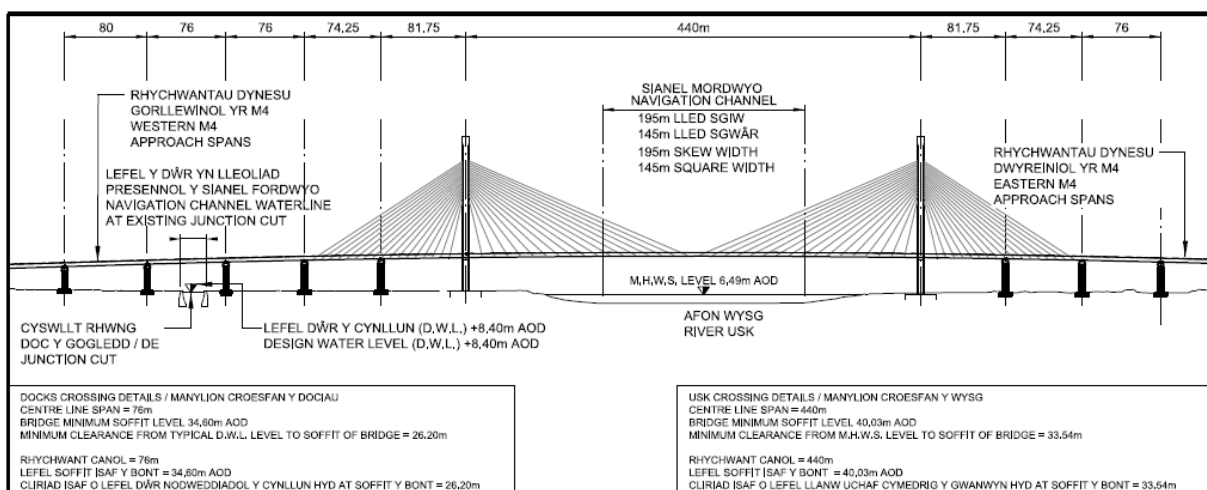 80 76 76 74.25 81.75 440m 81.75 74.25 76
RHYCHWANTAU DYNESU
GORLLEWINOL YR M4
WESTERN M4
APPROACH SPANS
LEFEL Y DŴR YN LLEOLIAD
PRESENNOL Y SIANEL FORDWYO
NAVIGATION CHANNEL WATERLINE
AT EXISTING JUNCTION CUT
SIANEL MORDWYO
NAVIGATION CHANNEL
195m LLED SGIW
145m LLED SGWÂR
195m SKEW WIDTH
145m SQUARE WIDTH
RHYCHWANTAU DYNESU
DWYREINIOL YR M4
EASTERN M4
APPROACH SPANS
M.H.W.S. LEVEL 6.49m AOD
AFON WYSG
RIVER USK
CYSWLLT RHWNG
DOC Y GOGLEDD / DE
JUNCTION CUT
LEFEL DŴR Y CYNLLUN (D.W.L.) +8.40m AOD
DESIGN WATER LEVEL (D.W.L.) +8.40m AOD
DOCKS CROSSING DETAILS / MANYLION CROESFAN Y DOCIAU
CENTRE LINE SPAN = 76m
BRIDGE MINIMUM SOFFIT LEVEL 34.60m AOD
MINIMUM CLEARANCE FROM TYPICAL D.W.L. LEVEL TO SOFFIT OF BRIDGE = 26.20m
RHYCHWANT CANOL = 76m
LEFEL SOFFIT ISAF Y BONT = 34,60m AOD
CLIRIAD ISAF O LEFEL DŴR NODWEDDIADOL Y CYNLLUN HYD AT SOFFIT Y BONT = 26,20m
USK CROSSING DETAILS / MANYLION CROESFAN Y WYSG
CENTRE LINE SPAN = 440m
BRIDGE MINIMUM SOFFIT LEVEL 40,03m AOD
MINIMUM CLEARANCE FROM M.H.W.S. LEVEL TO SOFFIT OF BRIDGE = 33.54m
RHYCHWANT CANOL = 440m
LEFEL SOFFIT ISAF Y BONT = 40,03m AOD
CLIRIAD ISAF O LEFEL LLANW UCHAF CYMEDRIG Y GWANWYN HYD AT SOFFIT Y BONT = 33,54m